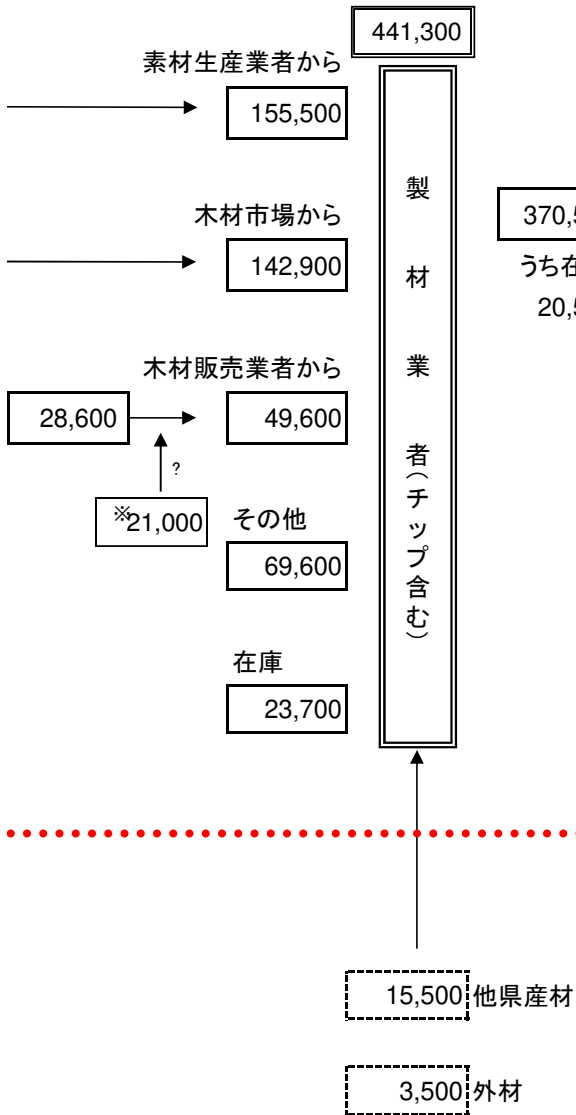 441,300
素材生産業者から
155,500
製材業者(チップ含む)
木材市場から
142,900
370,5
うち在
20,5
木材販売業者から
28,600
49,600
?
※21,000
その他
69,600
在庫
23,700
15,500 他県産材
3,500 外材